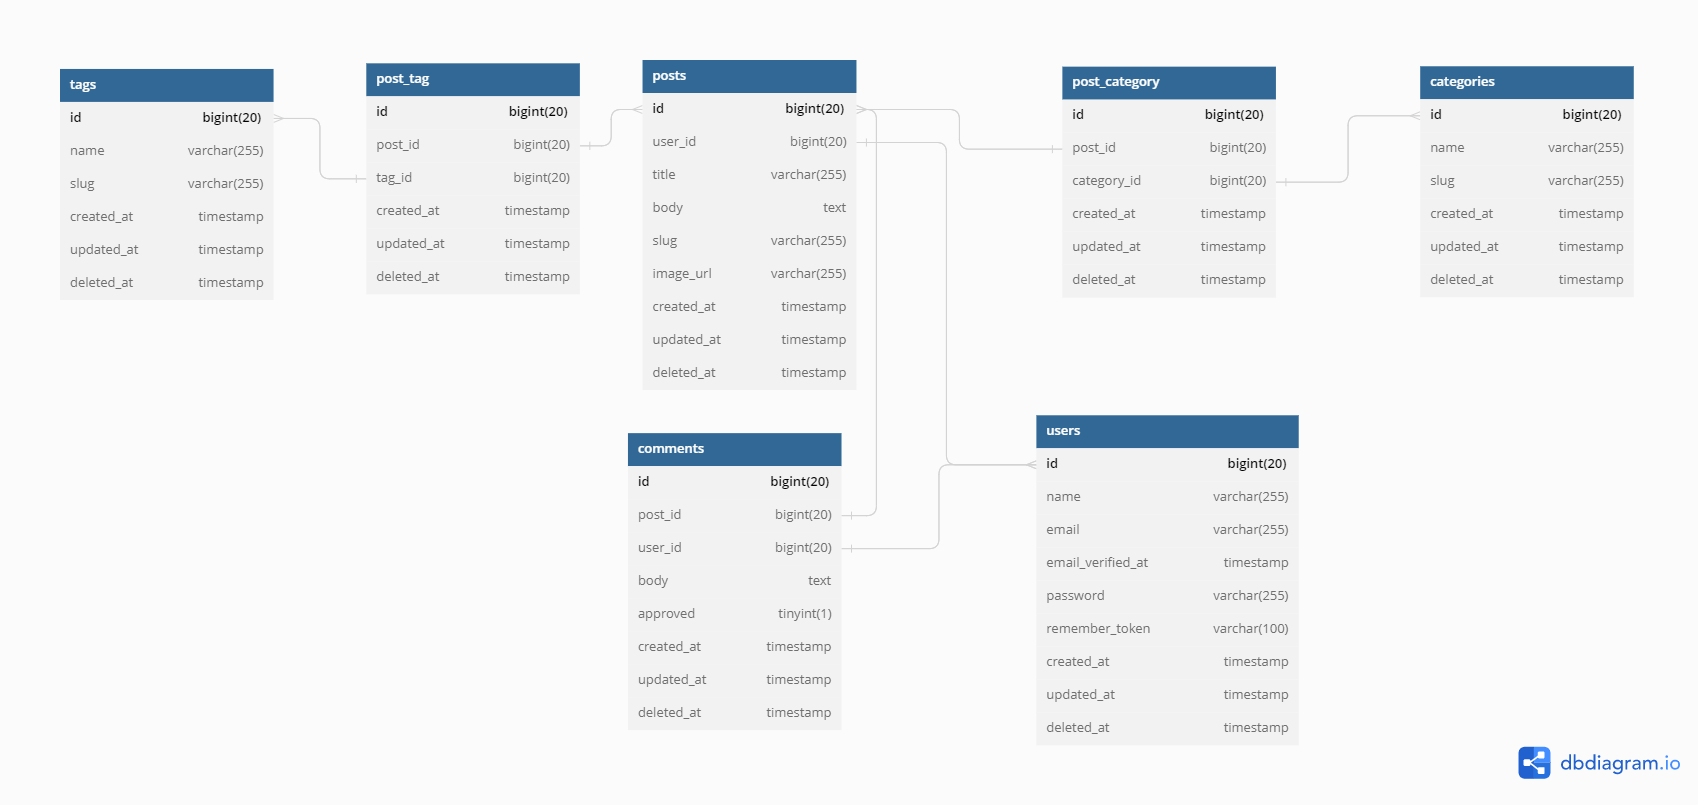 tags
id bigint(20)
name varchar(255)
slug varchar(255)
created_at timestamp
updated_at timestamp
deleted_at timestamp
post_tag
id bigint(20)
post_id bigint(20)
tag_id bigint(20)
created_at timestamp
updated_at timestamp
deleted_at timestamp
posts
id bigint(20)
user_id bigint(20)
title varchar(255)
body text
slug varchar(255)
image_url varchar(255)
created_at timestamp
updated_at timestamp
deleted_at timestamp
post_category
id bigint(20)
post_id bigint(20)
category_id bigint(20)
created_at timestamp
updated_at timestamp
deleted_at timestamp
categories
id bigint(20)
name varchar(255)
slug varchar(255)
created_at timestamp
updated_at timestamp
deleted_at timestamp
comments
id bigint(20)
post_id bigint(20)
user_id bigint(20)
body text
approved tinyint(1)
created_at timestamp
updated_at timestamp
deleted_at timestamp
users
id bigint(20)
name varchar(255)
email varchar(255)
email_verified_at timestamp
password varchar(255)
remember_token varchar(100)
created_at timestamp
updated_at timestamp
deleted_at timestamp
dbdiagram.io